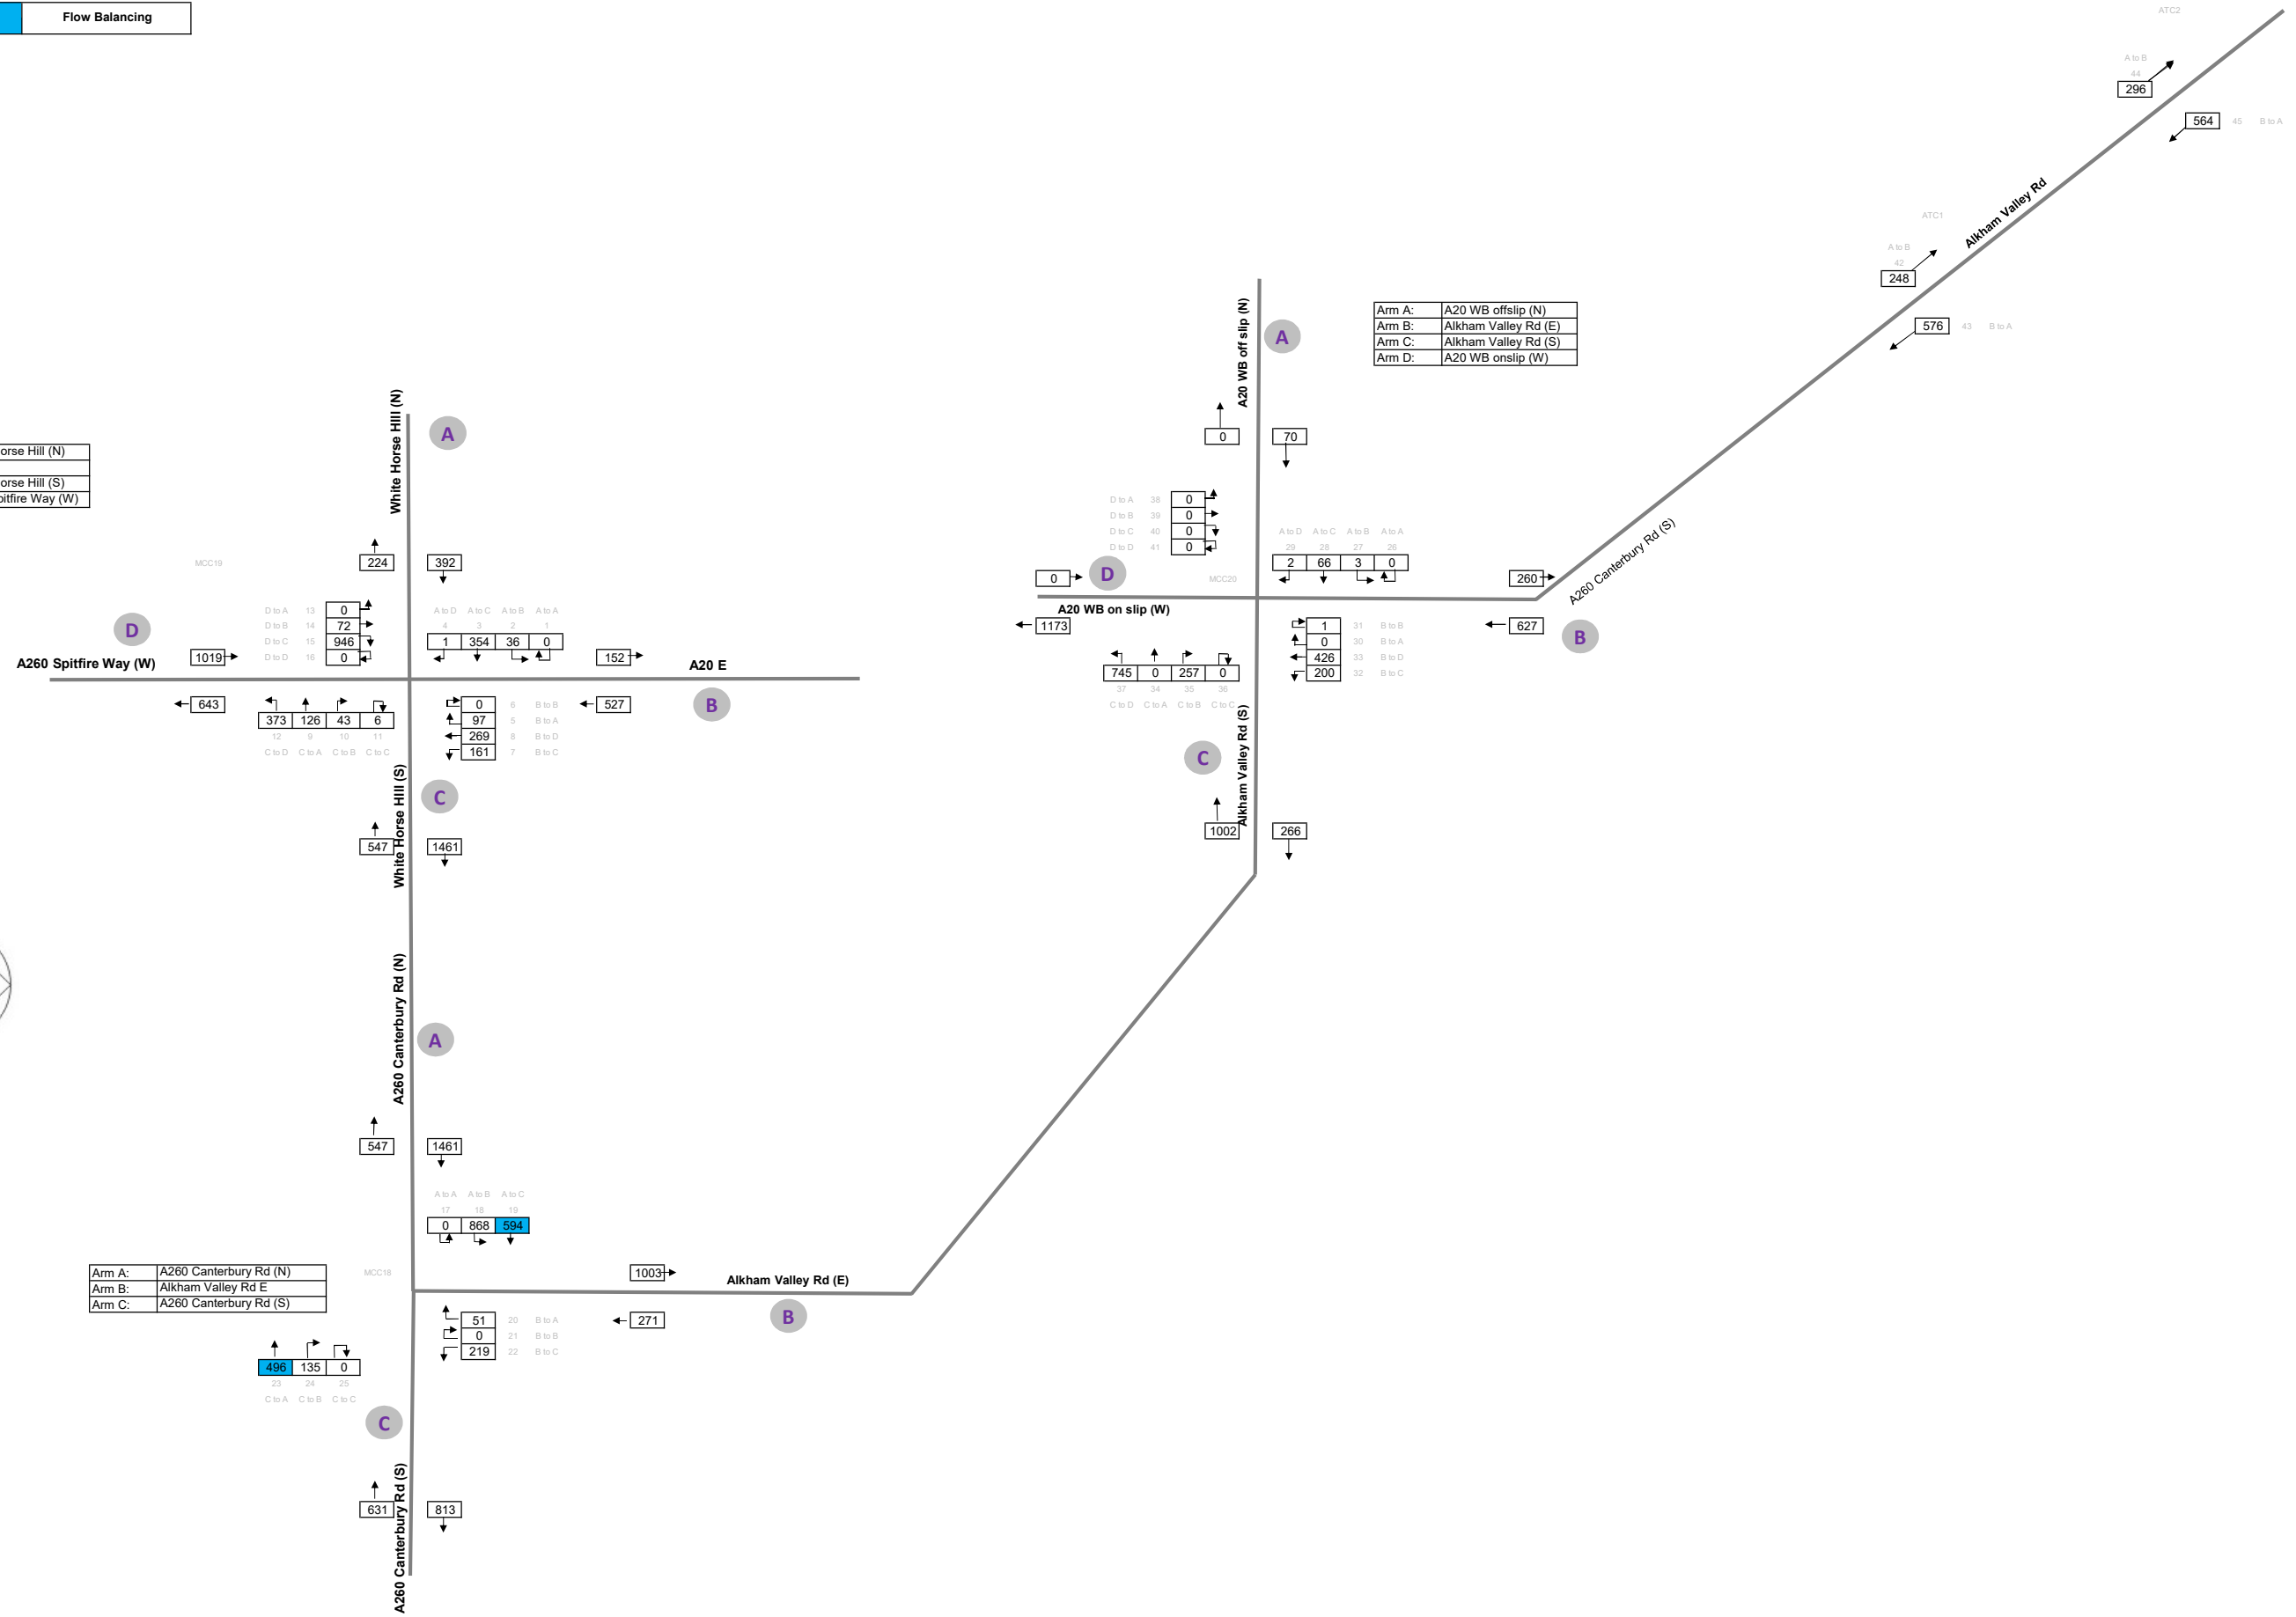 Flow Balancing
ATC2
A to B
44
296
564 45 B to A
Alkham Valley Rd
ATC1
A to B
42
248
576 43 B to A
A20 WB off slip (N)
A
Arm A: A20 WB offslip (N)
Arm B: Alkham Valley Rd (E)
Arm C: Alkham Valley Rd (S)
Arm D: A20 WB onslip (W)
0 70
D to A 38 0
D to B 39 0
D to C 40 0
D to D 41 0
A to D A to C A to B A to A
29 28 27 26
2 66 3 0
0
D
MCC20
260
A260 Canterbury Rd (S)
A20 WB on slip (W)
1173
1 31 B to B
0 30 B to A
426 33 B to D
200 32 B to C
627
B
745 0 257 0
37 34 35 36
C to D C to A C to B C to C
C
Alkham Valley Rd (S)
1002 266
orse Hill (N)
orse Hill (S)
pitfire Way (W)
White Horse HIll (N)
A
MCC19
224 392
D to A 13 0
D to B 14 72
D to C 15 946
D to D 16 0
A to D A to C A to B A to A
4 3 2 1
1 354 36 0
D
A260 Spitfire Way (W)
1019
152
A20 E
643
373 126 43 6
12 9 10 11
C to D C to A C to B C to C
0 6 B to B
97 5 B to A
269 8 B to D
161 7 B to C
527
B
White Horse HIll (S)
C
547 1461
A260 Canterbury Rd (N)
A
547 1461
A to A A to B A to C
17 18 19
0 868 594
Arm A: A260 Canterbury Rd (N)
Arm B: Alkham Valley Rd E
Arm C: A260 Canterbury Rd (S)
MCC18
1003
Alkham Valley Rd (E)
B
51 20 B to A
0 21 B to B
219 22 B to C
271
496 135 0
23 24 25
C to A C to B C to C
C
631 813
A260 Canterbury Rd (S)